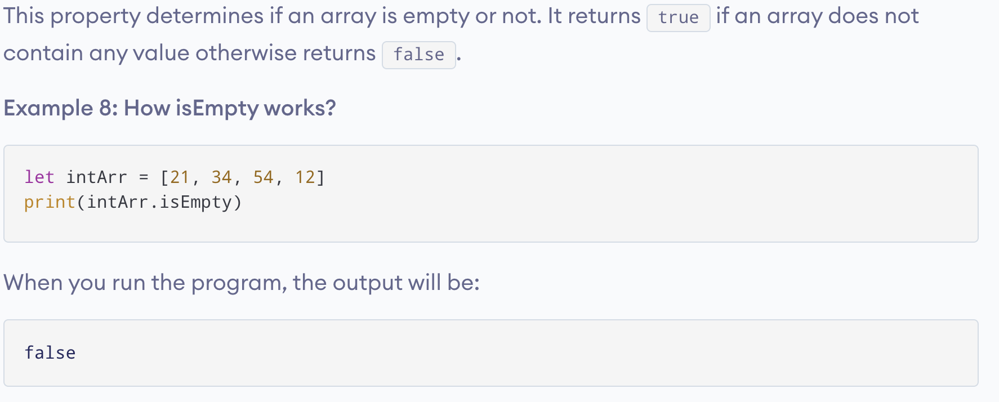 This property determines if an array is empty or not. It returns true if an array does not
contain any value otherwise returns false .
Example 8: How isEmpty works?
let intArr = [21, 34, 54, 12]
print(intArr.isEmpty)
When you run the program, the output will be:
false